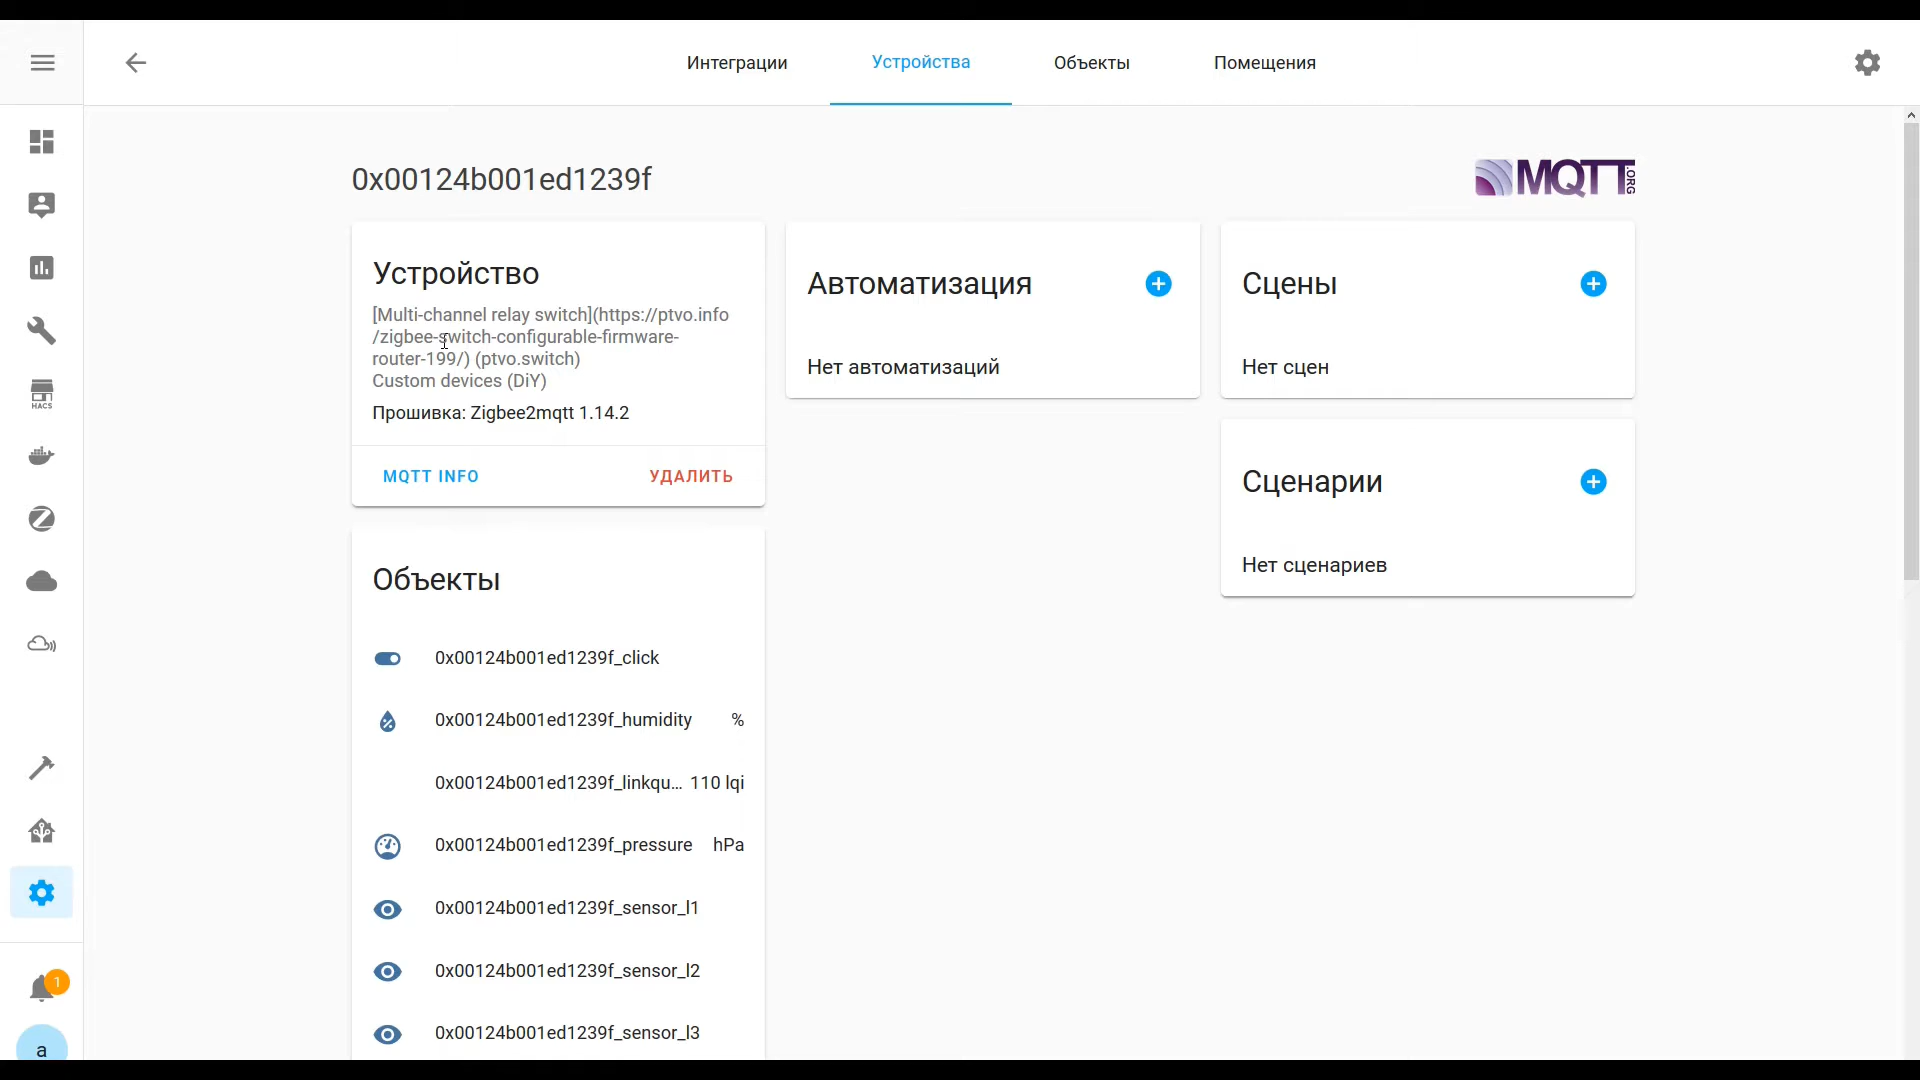 Интеграции
Устройства
Объекты
Помещения
0x00124b001ed1239f
MQTT
.ORG
Устройство
[Multi-channel relay switch](https://ptvo.info
/zigbee-switch-configurable-firmware-
router-199/) (ptvo.switch)
Custom devices (DiY)
Прошивка: Zigbee2mqtt 1.14.2
MQTT INFO
УДАЛИТЬ
Автоматизация
Нет автоматизаций
Сцены
Нет сцен
Сценарии
Нет сценариев
Объекты
0x00124b001ed1239f_click
0x00124b001ed1239f_humidity %
0x00124b001ed1239f_linkqu... 110 lqi
0x00124b001ed1239f_pressure hPa
0x00124b001ed1239f_sensor_l1
0x00124b001ed1239f_sensor_l2
0x00124b001ed1239f_sensor_l3
HACS
1
a